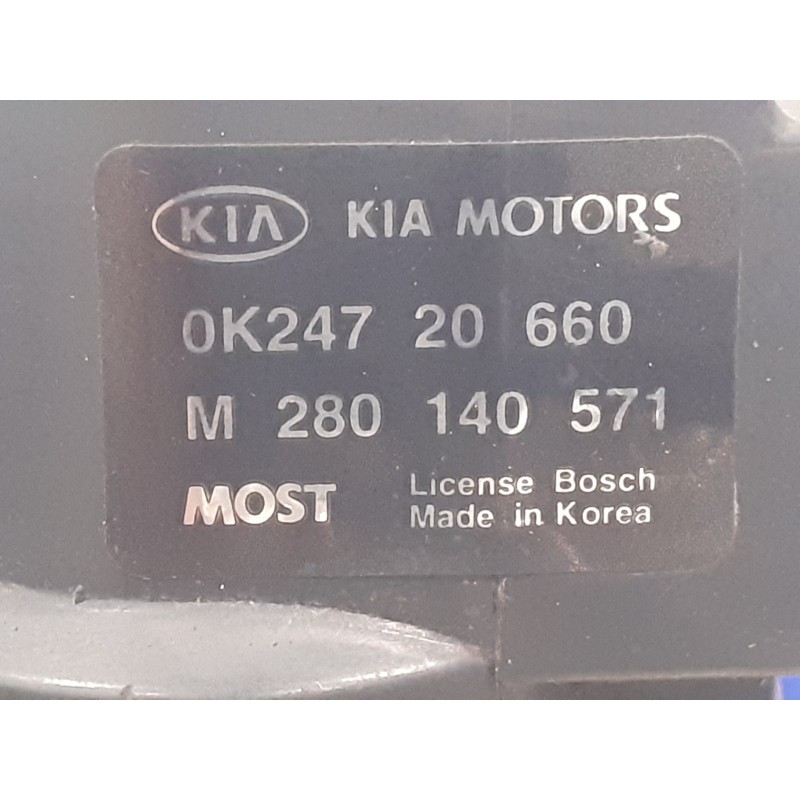 KIA KIA MOTORS
0K247 20 660
M 280 140 571
MOST License Bosch
Made in Korea